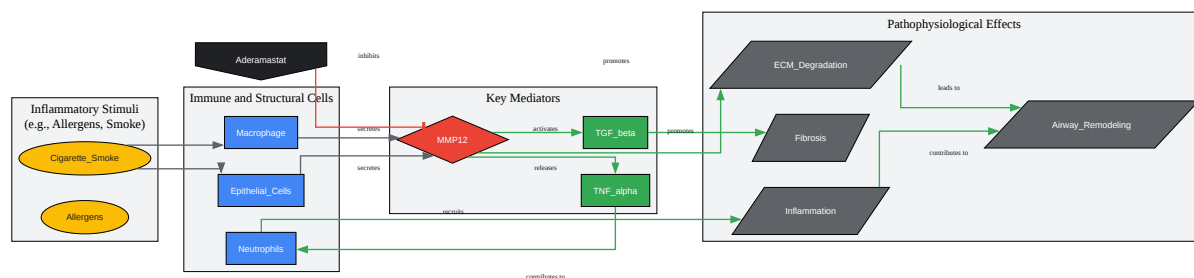 Pathophysiological Effects
Aderamastat
inhibits
promotes
ECM_Degradation
leads to
Inflammatory Stimuli
(e.g., Allergens, Smoke)
Immune and Structural Cells
Key Mediators
Cigarette_Smoke
Macrophage
secretes
MMP12
activates
TGF_beta
promotes
Fibrosis
Airway_Remodeling
contributes to
Epithelial_Cells
secretes
releases
TNF_alpha
Allergens
recruits
Inflammation
Neutrophils
contributes to